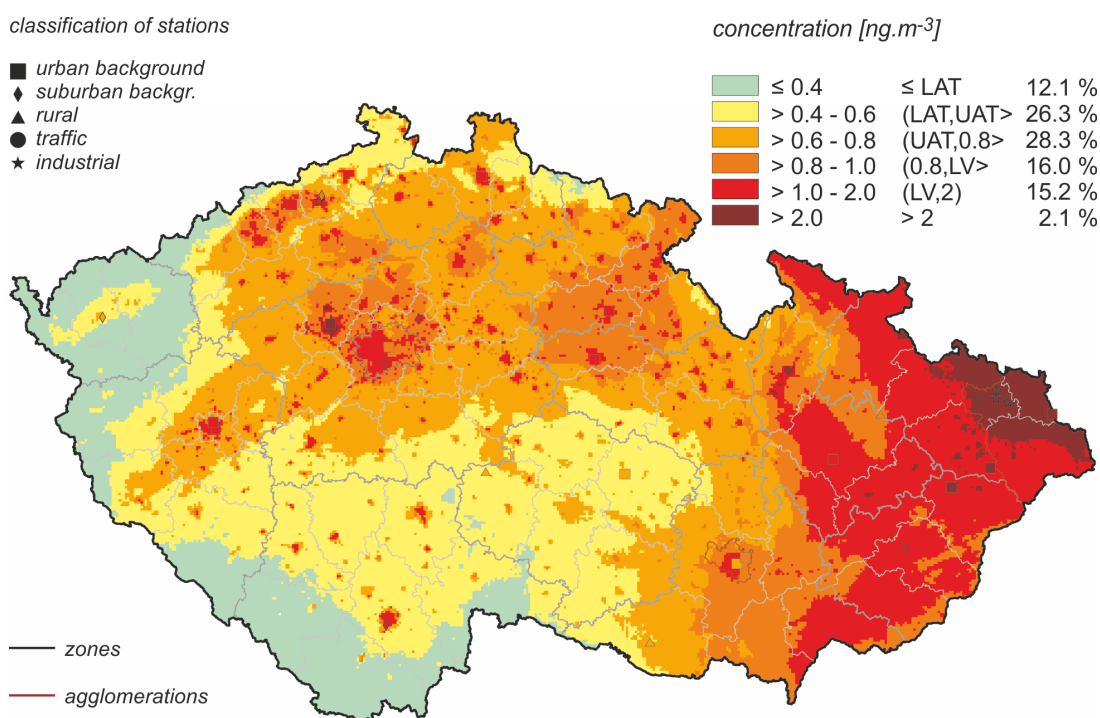 classification of stations
urban background
suburban backgr.
rural
traffic
industrial
concentration [ng.m-3]
≤ 0.4 ≤ LAT 12.1 %
> 0.4 - 0.6 (LAT,UAT> 26.3 %
> 0.6 - 0.8 (UAT,0.8> 28.3 %
> 0.8 - 1.0 (0.8,LV> 16.0 %
> 1.0 - 2.0 (LV,2) 15.2 %
> 2.0 > 2 2.1 %
zones
agglomerations